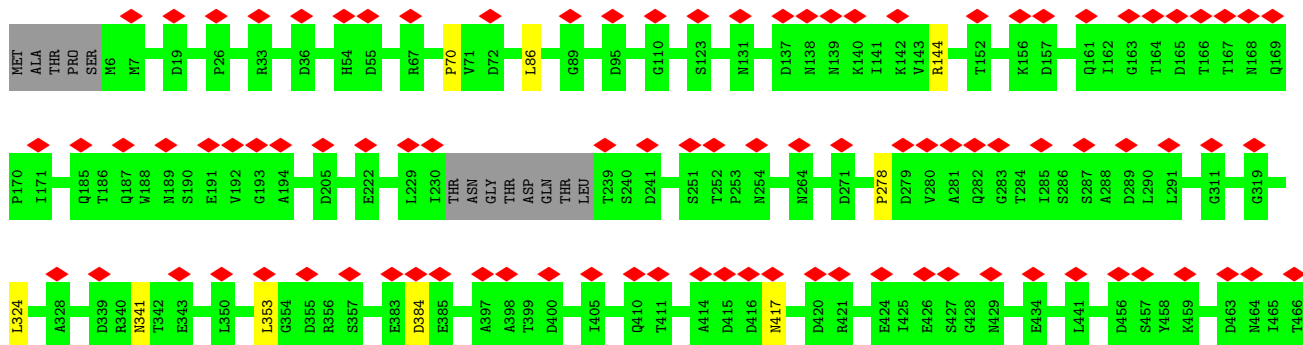 MET ALA THR PRO SER M6 M7 D19 P26 R33 D36 H54 D55 R67 P70 V71 D72 L86 G89 D95 G110 S123 N131 D137 N138 N139 K140 I141 K142 V143 R144 T152 K156 D157 Q161 I162 G163 T164 D165 T166 T167 N168 Q169
P170 I171 Q185 T186 Q187 W188 N189 S190 E191 V192 G193 A194 D205 E222 L229 I230 THR ASN GLY THR ASP GLN THR LEU T239 S240 D241 S251 T252 P253 N254 N264 D271 P278 D279 V280 A281 Q282 G283 T284 I285 S286 S287 A288 D289 L290 L291 G311 G319
L324 A328 D339 R340 N341 T342 E343 L350 L353 G354 D355 R356 S357 E383 D384 E385 A397 A398 T399 D400 I405 Q410 T411 A414 D415 D416 N417 D420 R421 E424 I425 E426 S427 G428 N429 E434 L441 D456 S457 Y458 K459 D463 N464 I465 T466